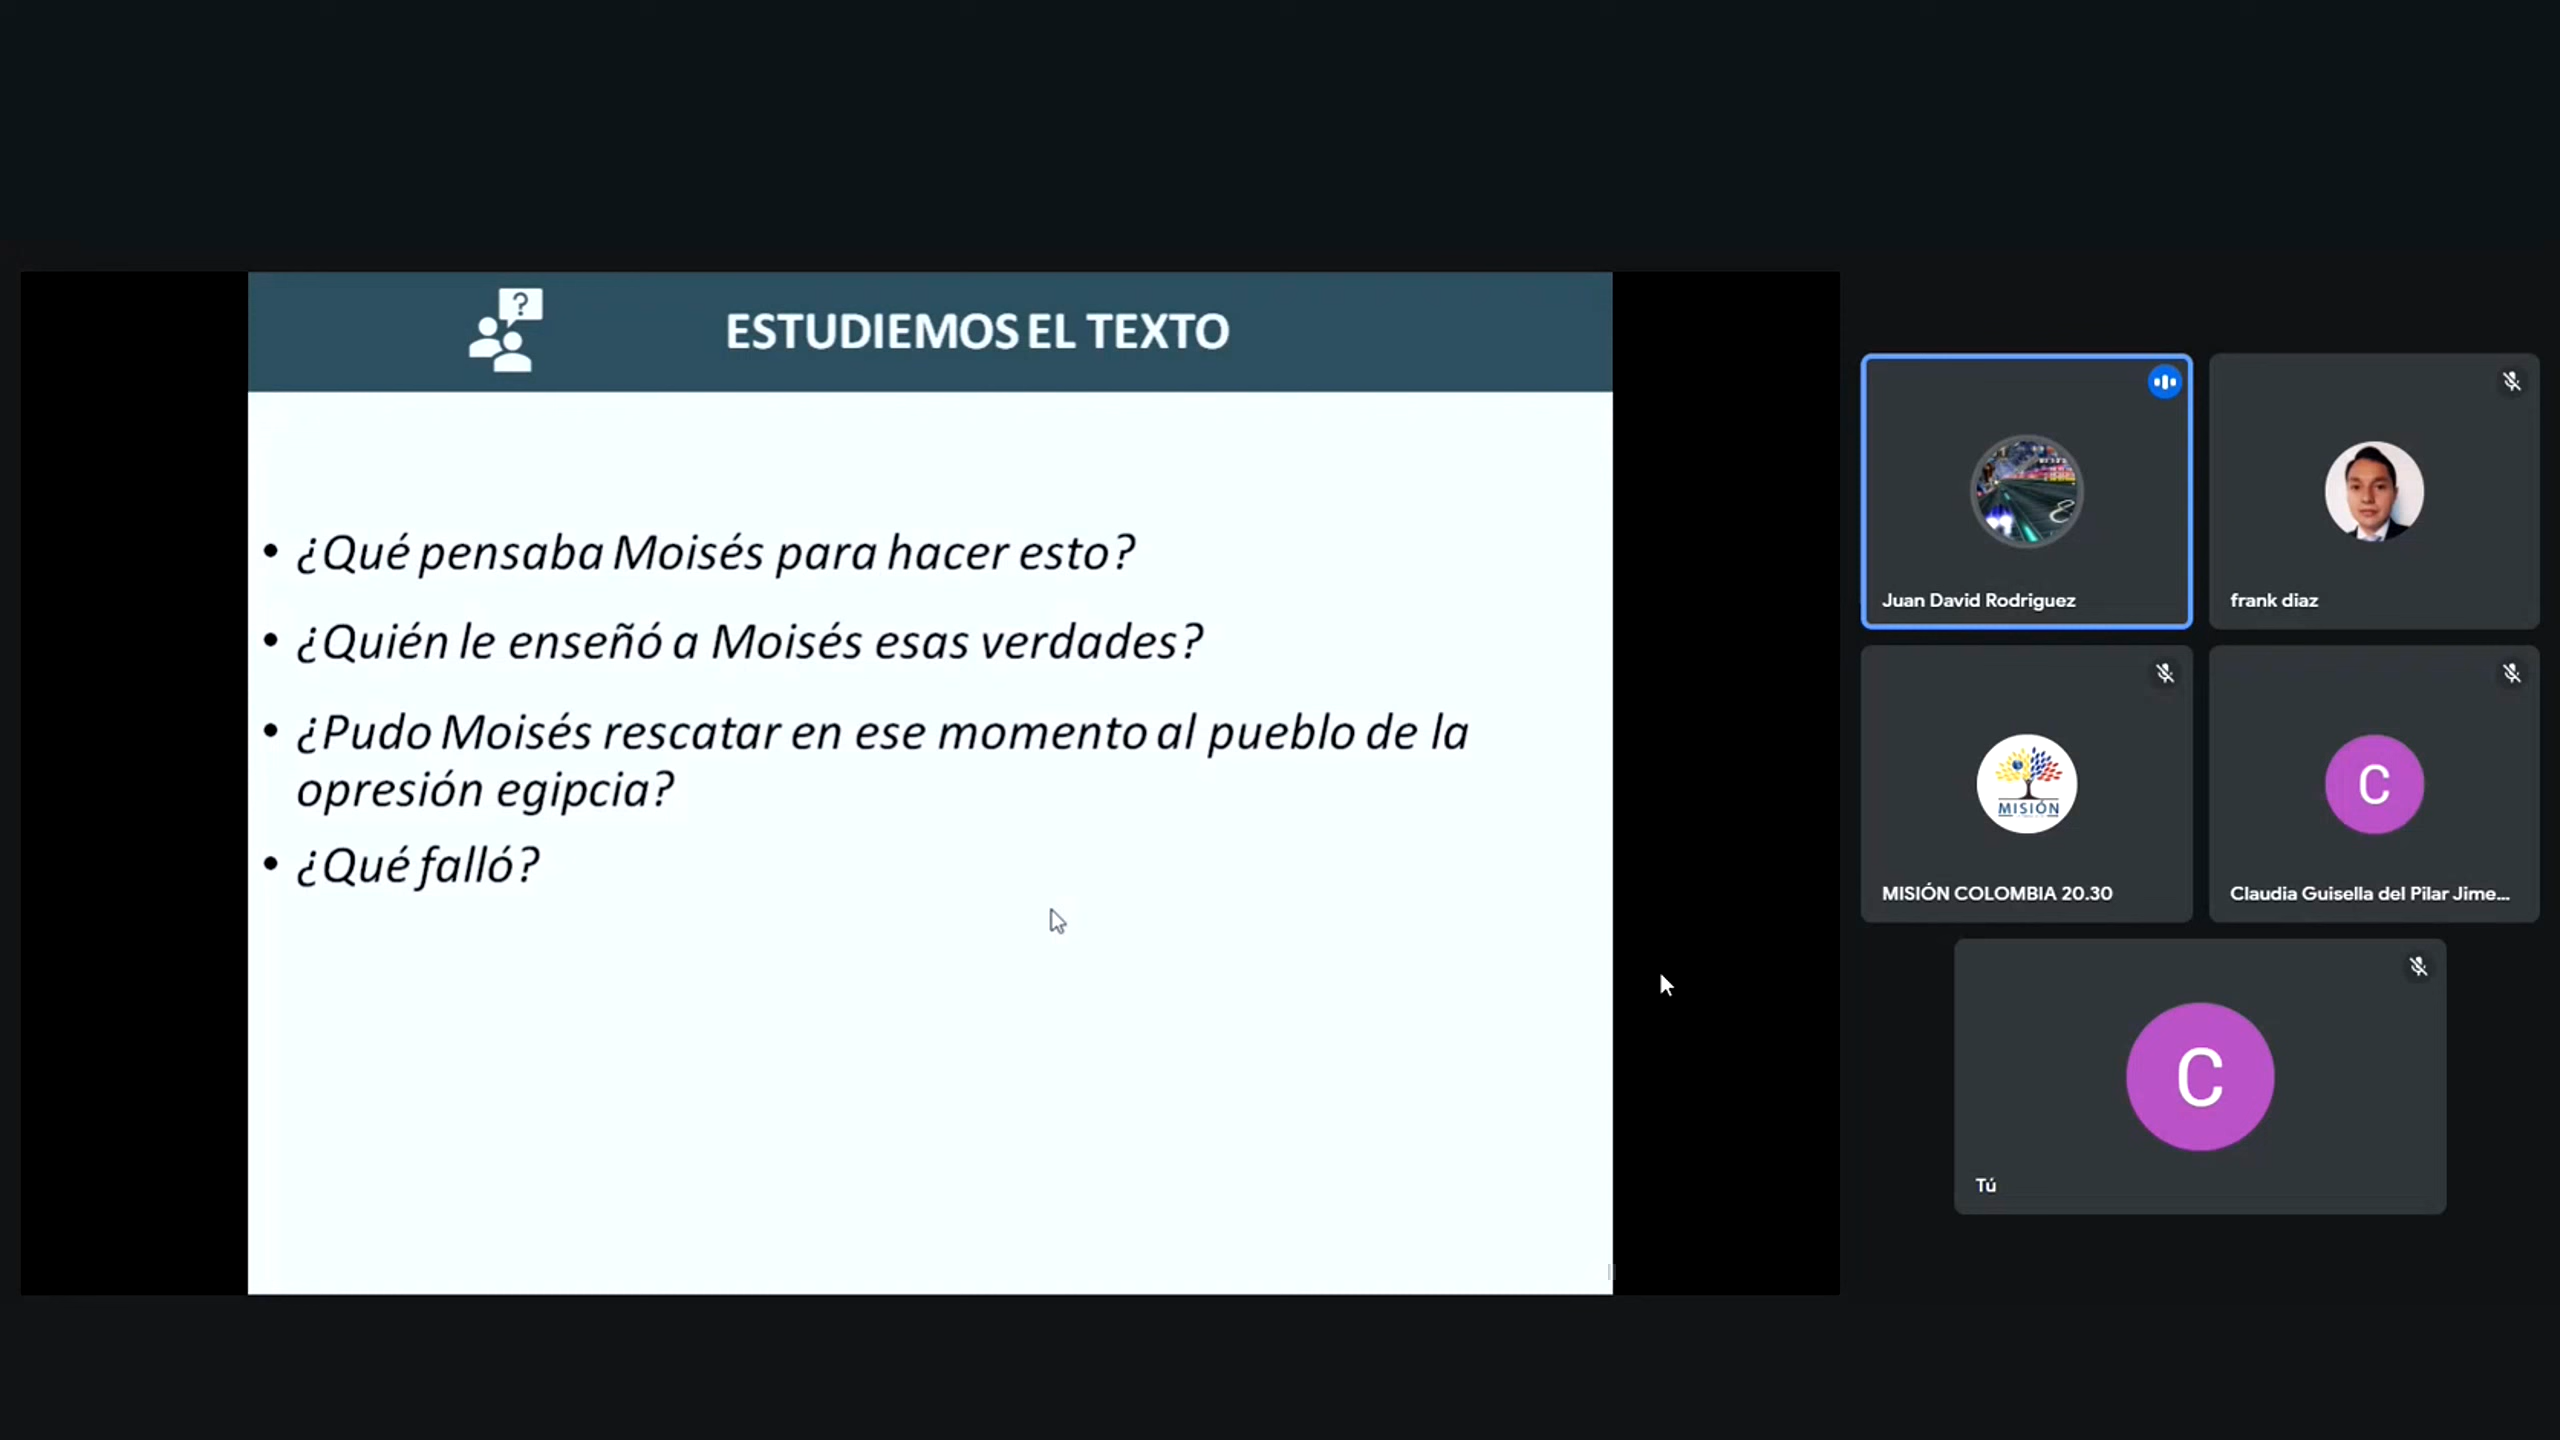 ESTUDIEMOS EL TEXTO
• ¿Qué pensaba Moisés para hacer esto?
• ¿Quién le enseñó a Moisés esas verdades?
• ¿Pudo Moisés rescatar en ese momento al pueblo de la
opresión egipcia?
• ¿Qué falló?
Juan David Rodriguez
frank diaz
MISIÓN
MISIÓN COLOMBIA 20.30
C
Claudia Guisella del Pilar Jime...
C
Tú